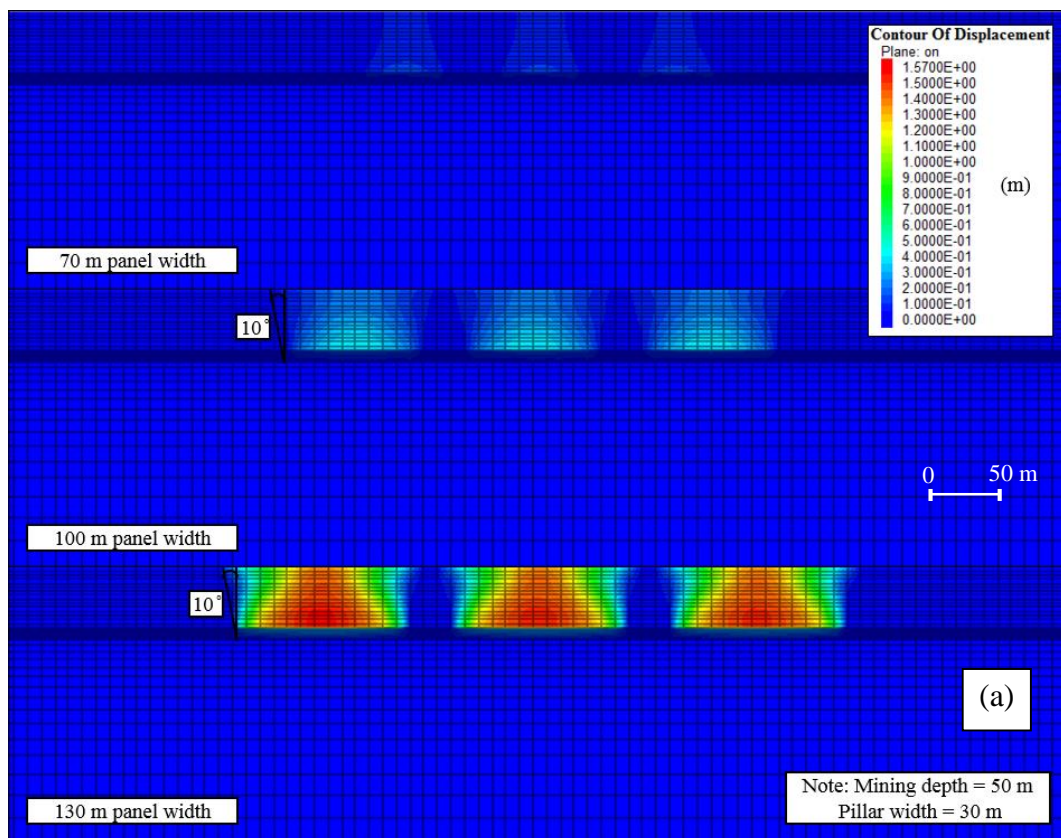 Contour Of Displacement
Plane: on
1.5700E+00
1.5000E+00
1.4000E+00
1.3000E+00
1.2000E+00
1.1000E+00
1.0000E+00
9.0000E-01
8.0000E-01
7.0000E-01
6.0000E-01
5.0000E-01
4.0000E-01
3.0000E-01
2.0000E-01
1.0000E-01
0.0000E+00
(m)
70 m panel width
10°
0 50 m
100 m panel width
10°
(a)
130 m panel width
Note: Mining depth = 50 m
Pillar width = 30 m